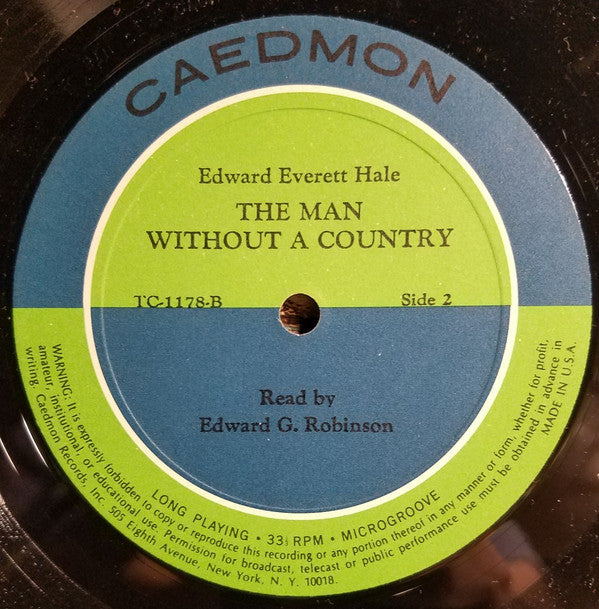 CAEDMON
Edward Everett Hale
THE MAN
WITHOUT A COUNTRY
TC-1178-B Side 2
Read by
Edward G. Robinson
LONG PLAYING • 33⅓ RPM • MICROGROOVE
WARNING: It is expressly forbidden to copy or reproduce this recording or any portion thereof in any manner or form, whether for profit,
amateur, institutional, or educational use. Permission for broadcast, telecast or public performance use must be obtained in advance in
writing. Caedmon Records, Inc. 505 Eighth Avenue, New York, N. Y. 10018.
MADE IN U.S.A.